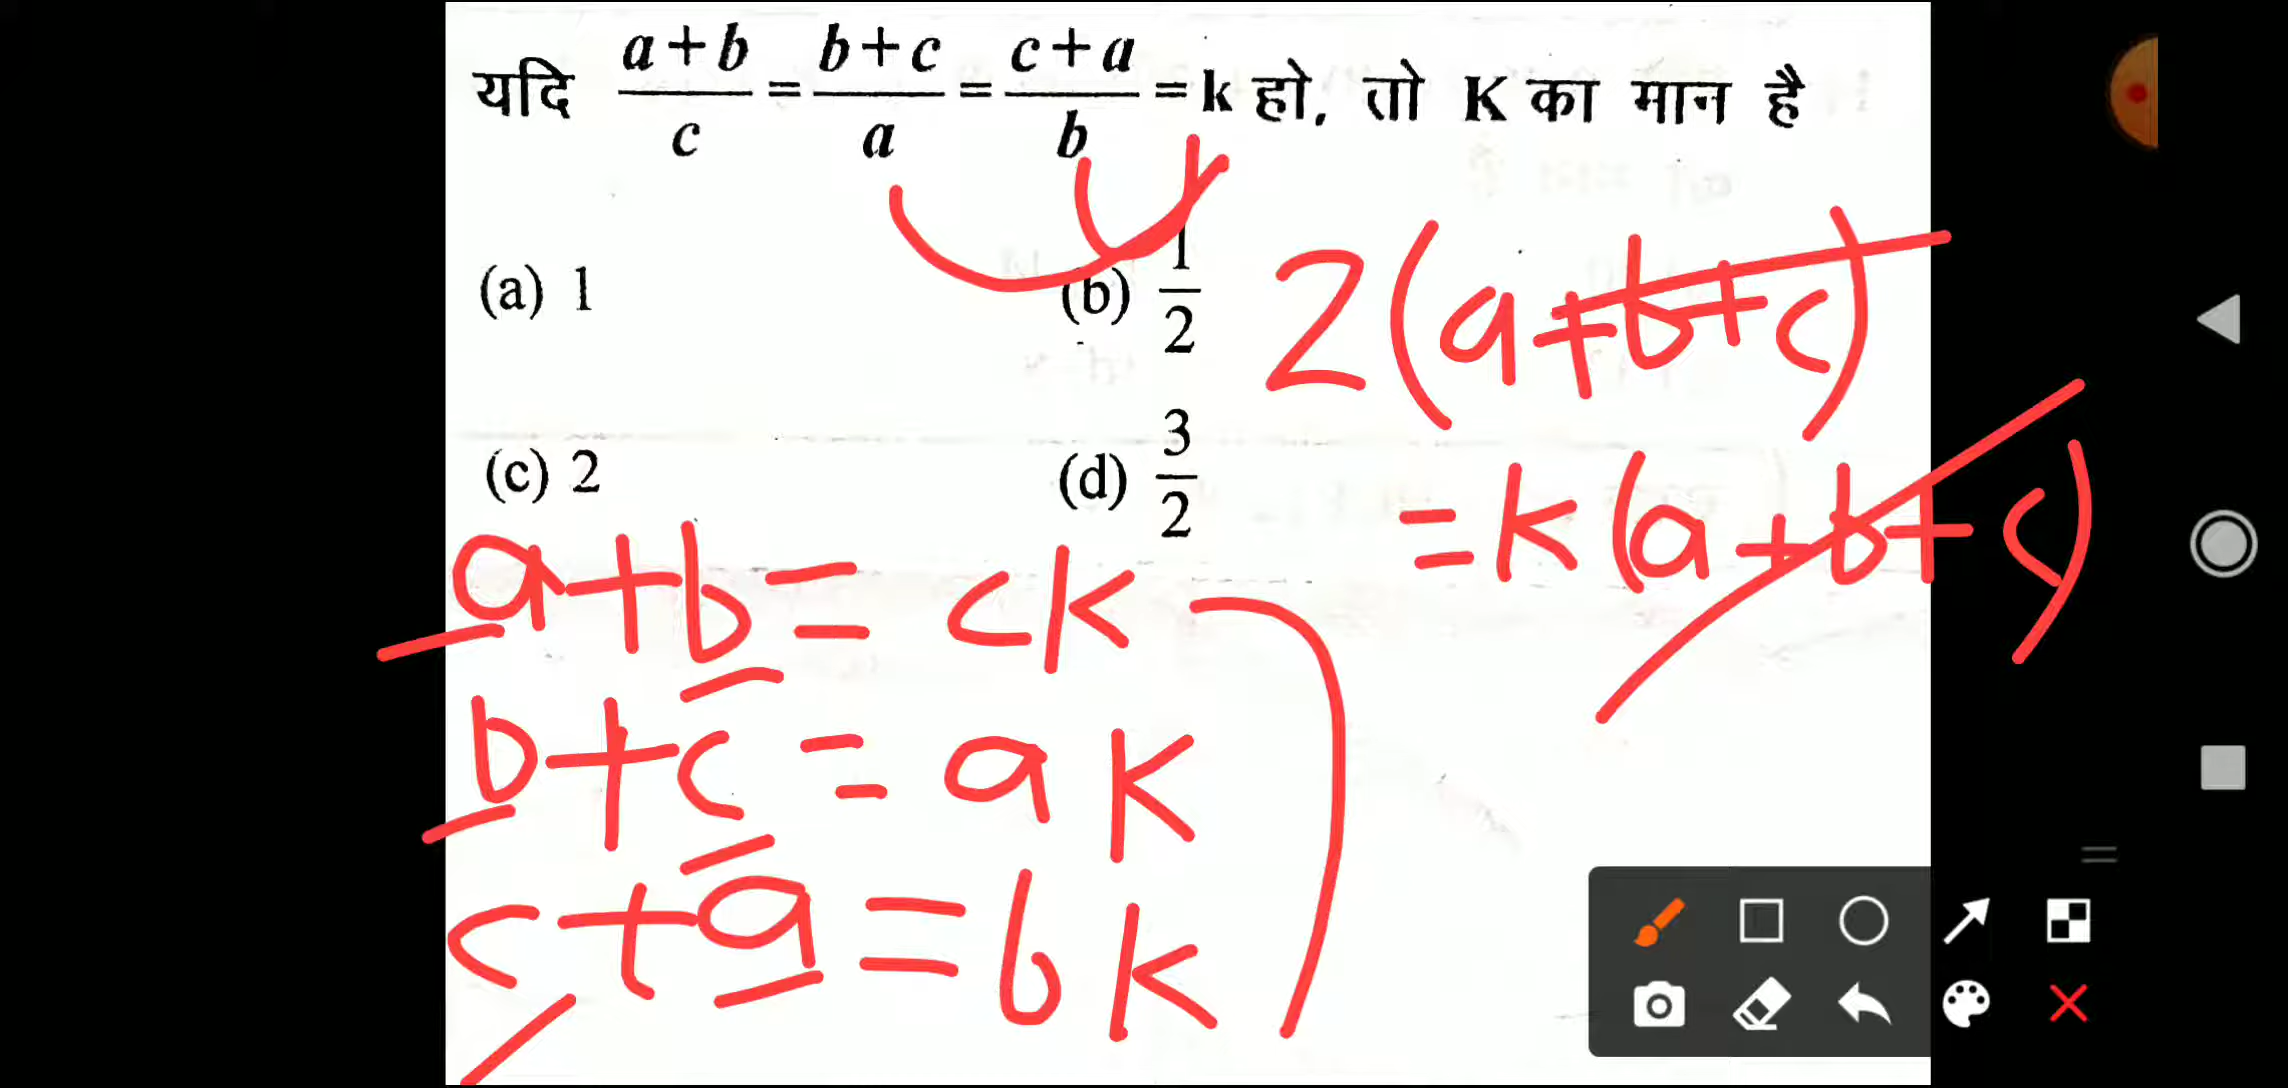 यदि (a+b)/c = (b+c)/a = (c+a)/b = k हो, तो K का मान है
(a) 1 (b) 1/2
(c) 2 (d) 3/2
2(a+b+c)
=k(a+b+c)
a+b = ck
b+c = ak
c+a = bk